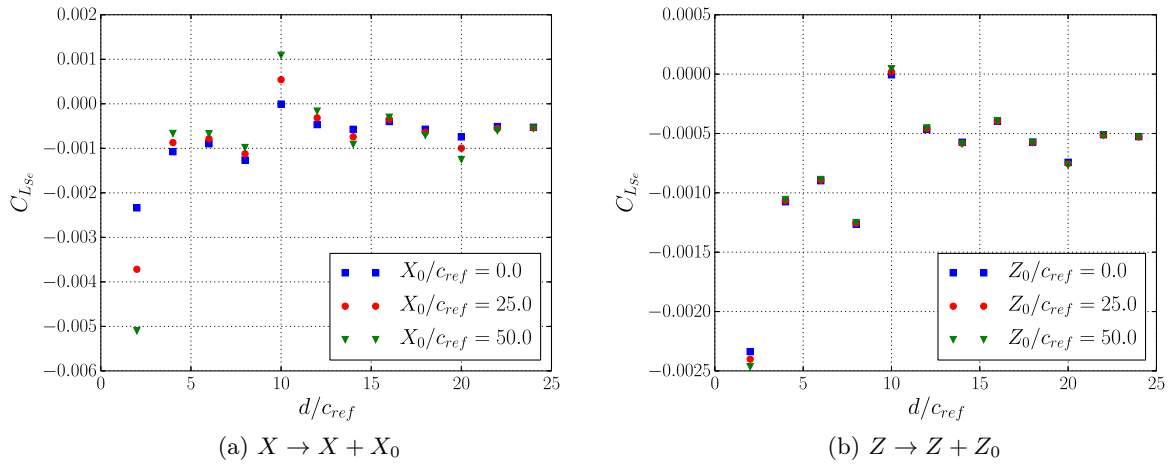 0.002
0.001
0.000
−0.001
−0.002
−0.003
−0.004
−0.005
−0.006
0 5 10 15 20 25
C_{L_{Se}}
d/c_{ref}
X_0/c_{ref} = 0.0
X_0/c_{ref} = 25.0
X_0/c_{ref} = 50.0
(a) X → X + X_0
0.0005
0.0000
−0.0005
−0.0010
−0.0015
−0.0020
−0.0025
0 5 10 15 20 25
C_{L_{Se}}
d/c_{ref}
Z_0/c_{ref} = 0.0
Z_0/c_{ref} = 25.0
Z_0/c_{ref} = 50.0
(b) Z → Z + Z_0